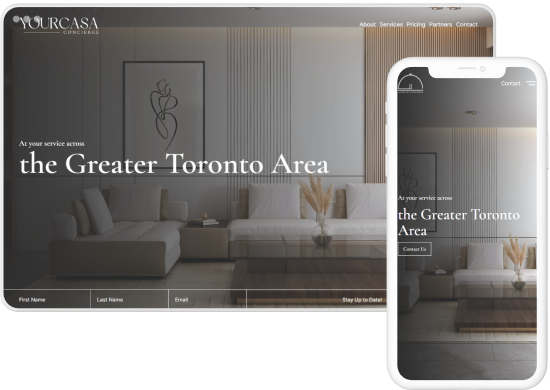 YOURCASA
CONCIERGE
About Services Pricing Partners Contact
At your service across
the Greater Toronto Area
First Name Last Name Email Stay Up to Date!
Contact
At your service across
the Greater Toronto
Area
Contact Us